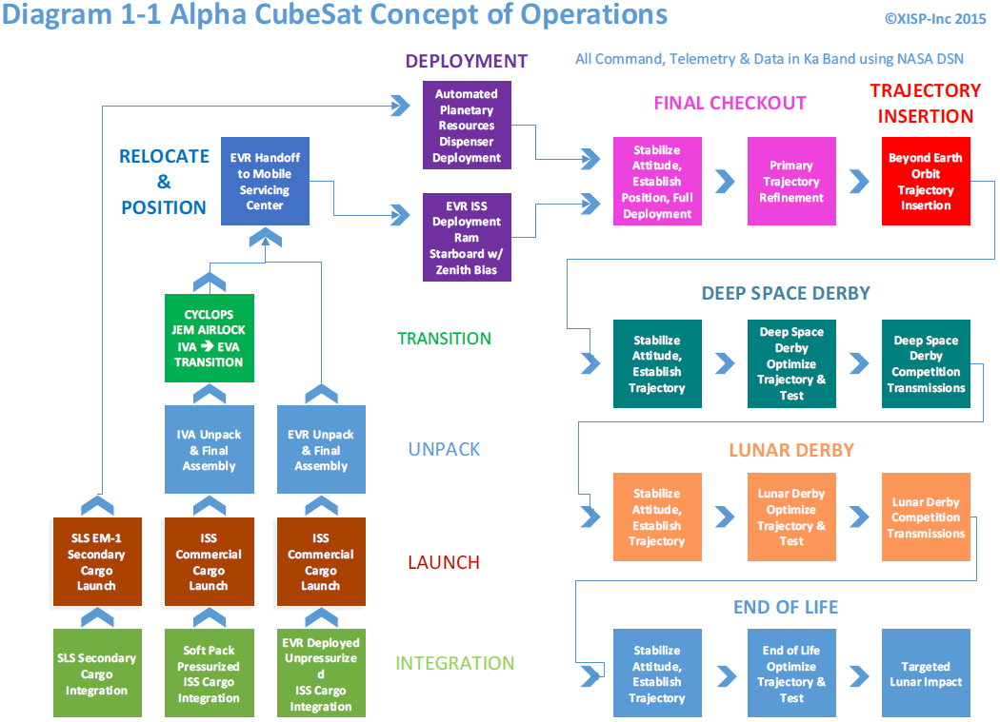 Diagram 1-1 Alpha CubeSat Concept of Operations
©XISP-Inc 2015
All Command, Telemetry & Data in Ka Band using NASA DSN
DEPLOYMENT
Automated
Planetary
Resources
Dispenser
Deployment
EVR ISS
Deployment
Ram
Starboard w/
Zenith Bias
RELOCATE
&
POSITION
EVR Handoff
to Mobile
Servicing
Center
TRANSITION
CYCLOPS
JEM AIRLOCK
IVA ➔ EVA
TRANSITION
UNPACK
IVA Unpack
& Final
Assembly
EVR Unpack
& Final
Assembly
LAUNCH
SLS EM-1
Secondary
Cargo
Launch
ISS
Commercial
Cargo
Launch
ISS
Commercial
Cargo
Launch
INTEGRATION
SLS Secondary
Cargo
Integration
Soft Pack
Pressurized
ISS Cargo
Integration
EVR Deployed
Unpressurize
d
ISS Cargo
Integration
FINAL CHECKOUT
Stabilize
Attitude,
Establish
Position, Full
Deployment
Primary
Trajectory
Refinement
TRAJECTORY
INSERTION
Beyond Earth
Orbit
Trajectory
Insertion
DEEP SPACE DERBY
Stabilize
Attitude,
Establish
Trajectory
Deep Space
Derby
Optimize
Trajectory &
Test
Deep Space
Derby
Competition
Transmissions
LUNAR DERBY
Stabilize
Attitude,
Establish
Trajectory
Lunar Derby
Optimize
Trajectory &
Test
Lunar Derby
Competition
Transmissions
END OF LIFE
Stabilize
Attitude,
Establish
Trajectory
End of Life
Optimize
Trajectory &
Test
Targeted
Lunar Impact